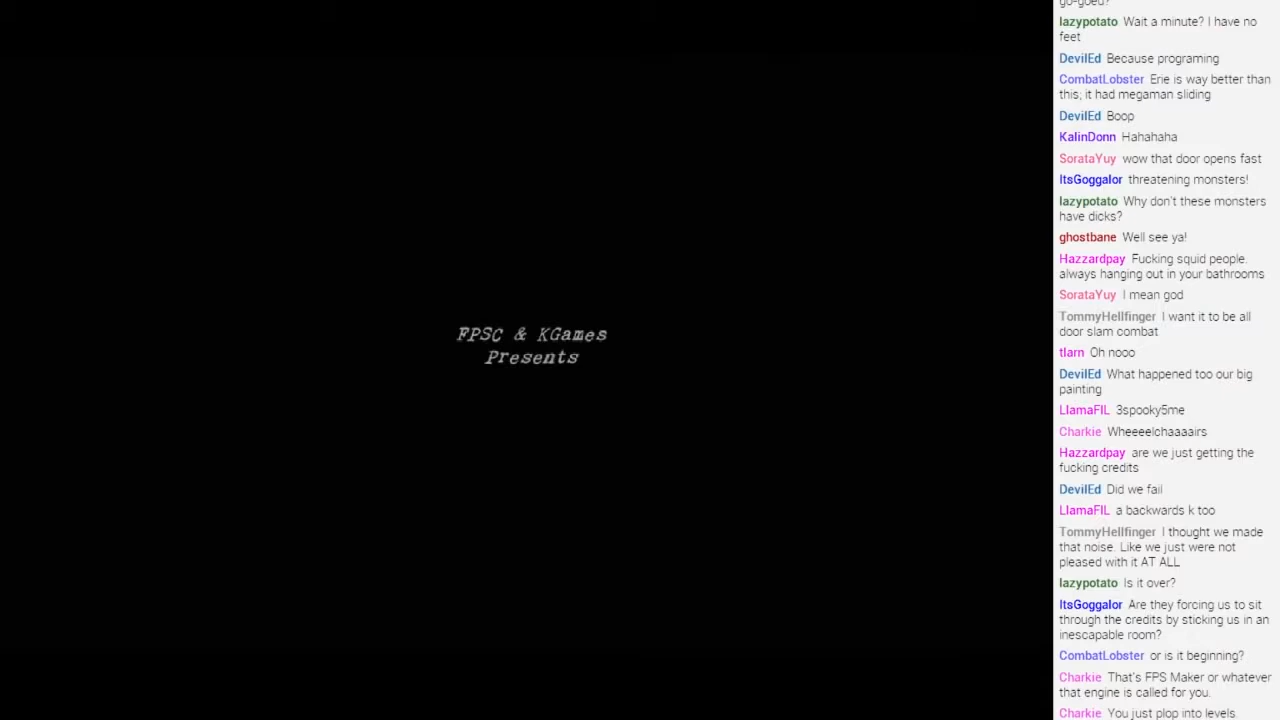 FPSC & KGames
Presents
go-goed?
lazypotato Wait a minute? I have no
feet
DevilEd Because programing
CombatLobster Erie is way better than
this; it had megaman sliding
DevilEd Boop
KalinDonn Hahahaha
SorataYuy wow that door opens fast
ItsGoggalor threatening monsters!
lazypotato Why don't these monsters
have dicks?
ghostbane Well see ya!
Hazzardpay Fucking squid people.
always hanging out in your bathrooms
SorataYuy I mean god
TommyHellfinger I want it to be all
door slam combat
tlarn Oh nooo
DevilEd What happened too our big
painting
LlamaFIL 3spooky5me
Charkie Wheeeelchaaaairs
Hazzardpay are we just getting the
fucking credits
DevilEd Did we fail
LlamaFIL a backwards k too
TommyHellfinger I thought we made
that noise. Like we just were not
pleased with it AT ALL
lazypotato Is it over?
ItsGoggalor Are they forcing us to sit
through the credits by sticking us in an
inescapable room?
CombatLobster or is it beginning?
Charkie That's FPS Maker or whatever
that engine is called for you.
Charkie You just plop into levels